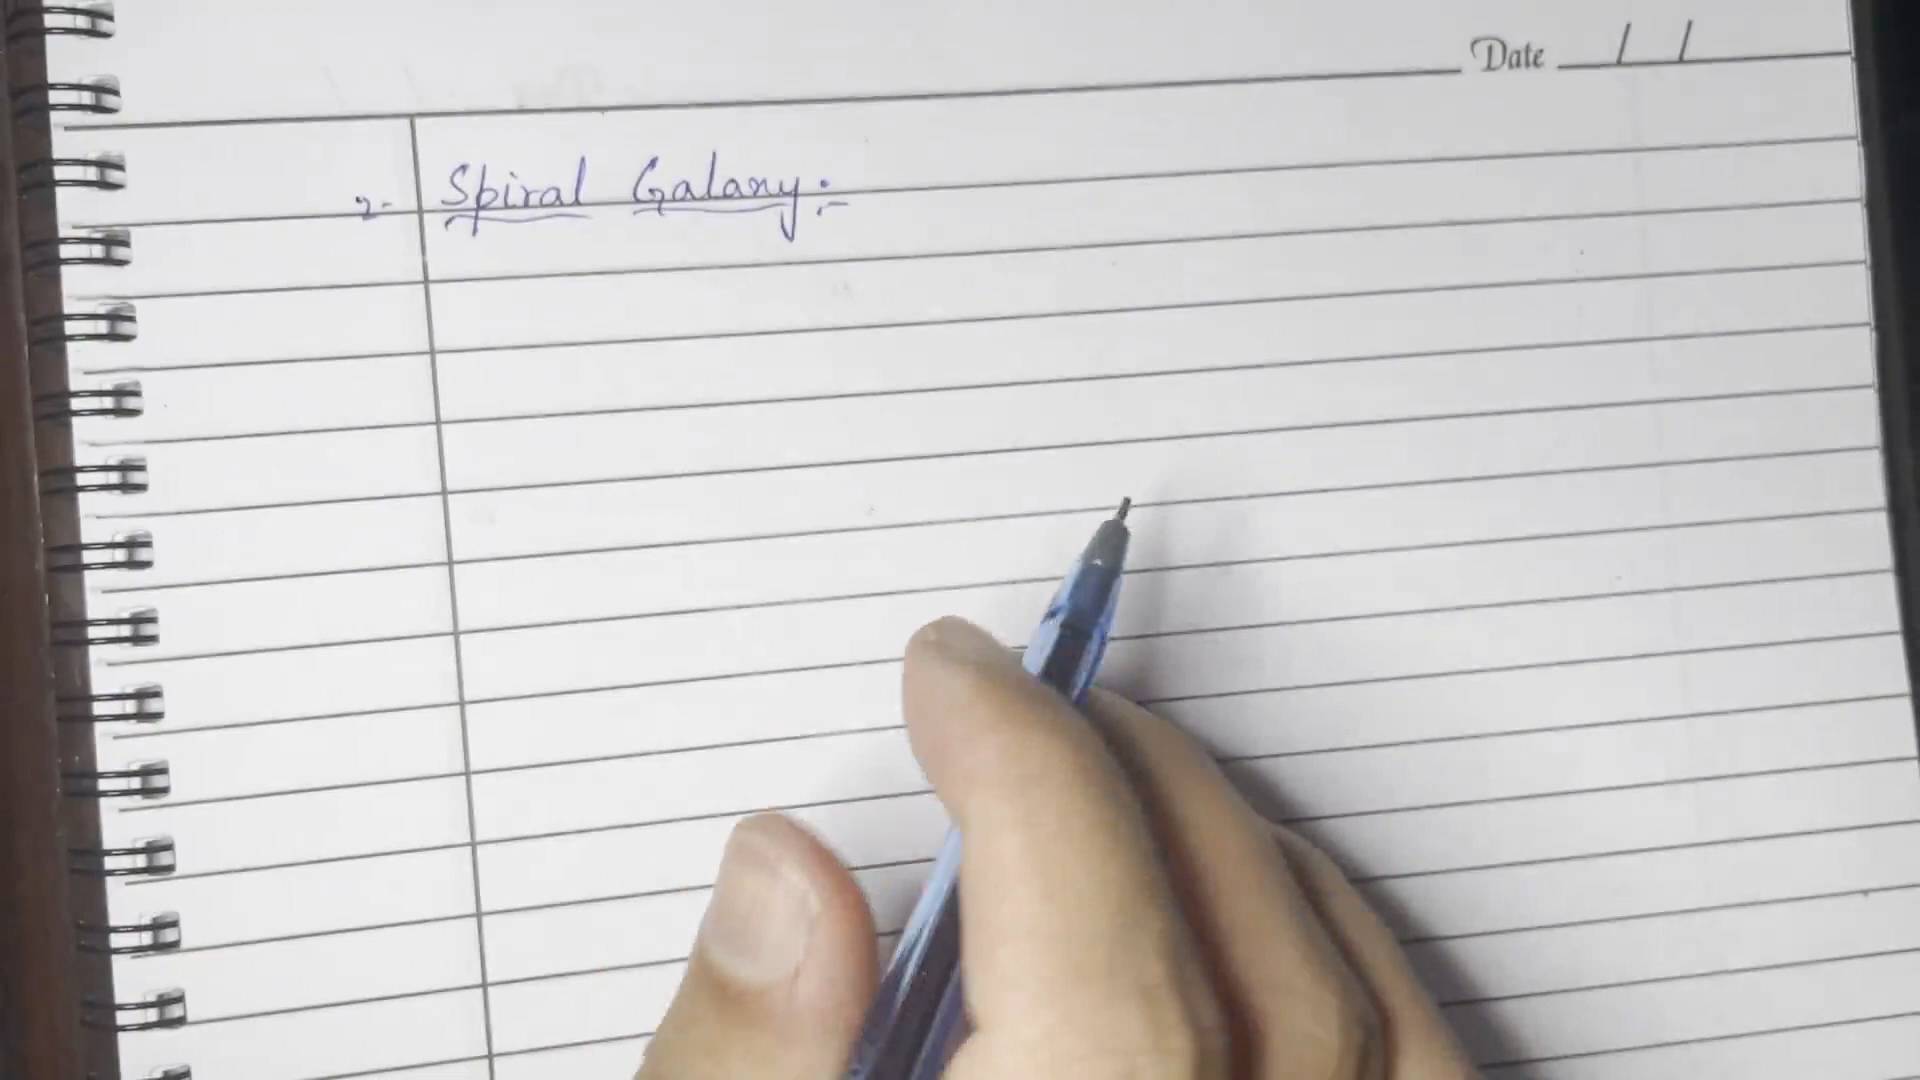 Date / /
2- Spiral Galaxy:-